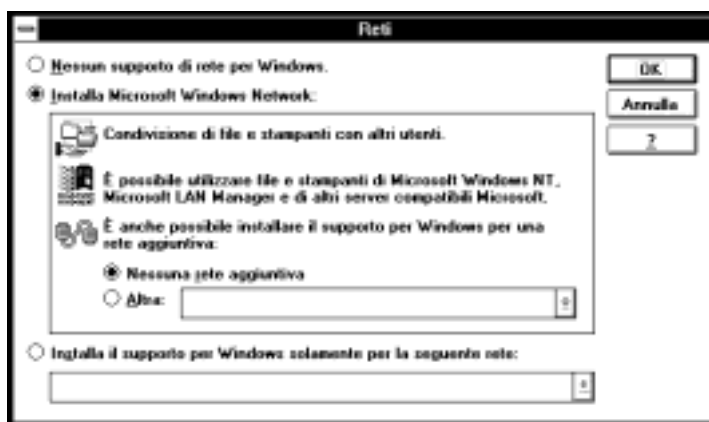 Reti
Nessun supporto di rete per Windows.
OK
Installa Microsoft Windows Network:
Annulla
Condivisione di file e stampanti con altri utenti.
?
È possibile utilizzare file e stampanti di Microsoft Windows NT,
Microsoft LAN Manager e di altri server compatibili Microsoft.
È anche possibile installare il supporto per Windows per una
rete aggiuntiva:
Nessuna rete aggiuntiva
Altra:
Installa il supporto per Windows solamente per la seguente rete: